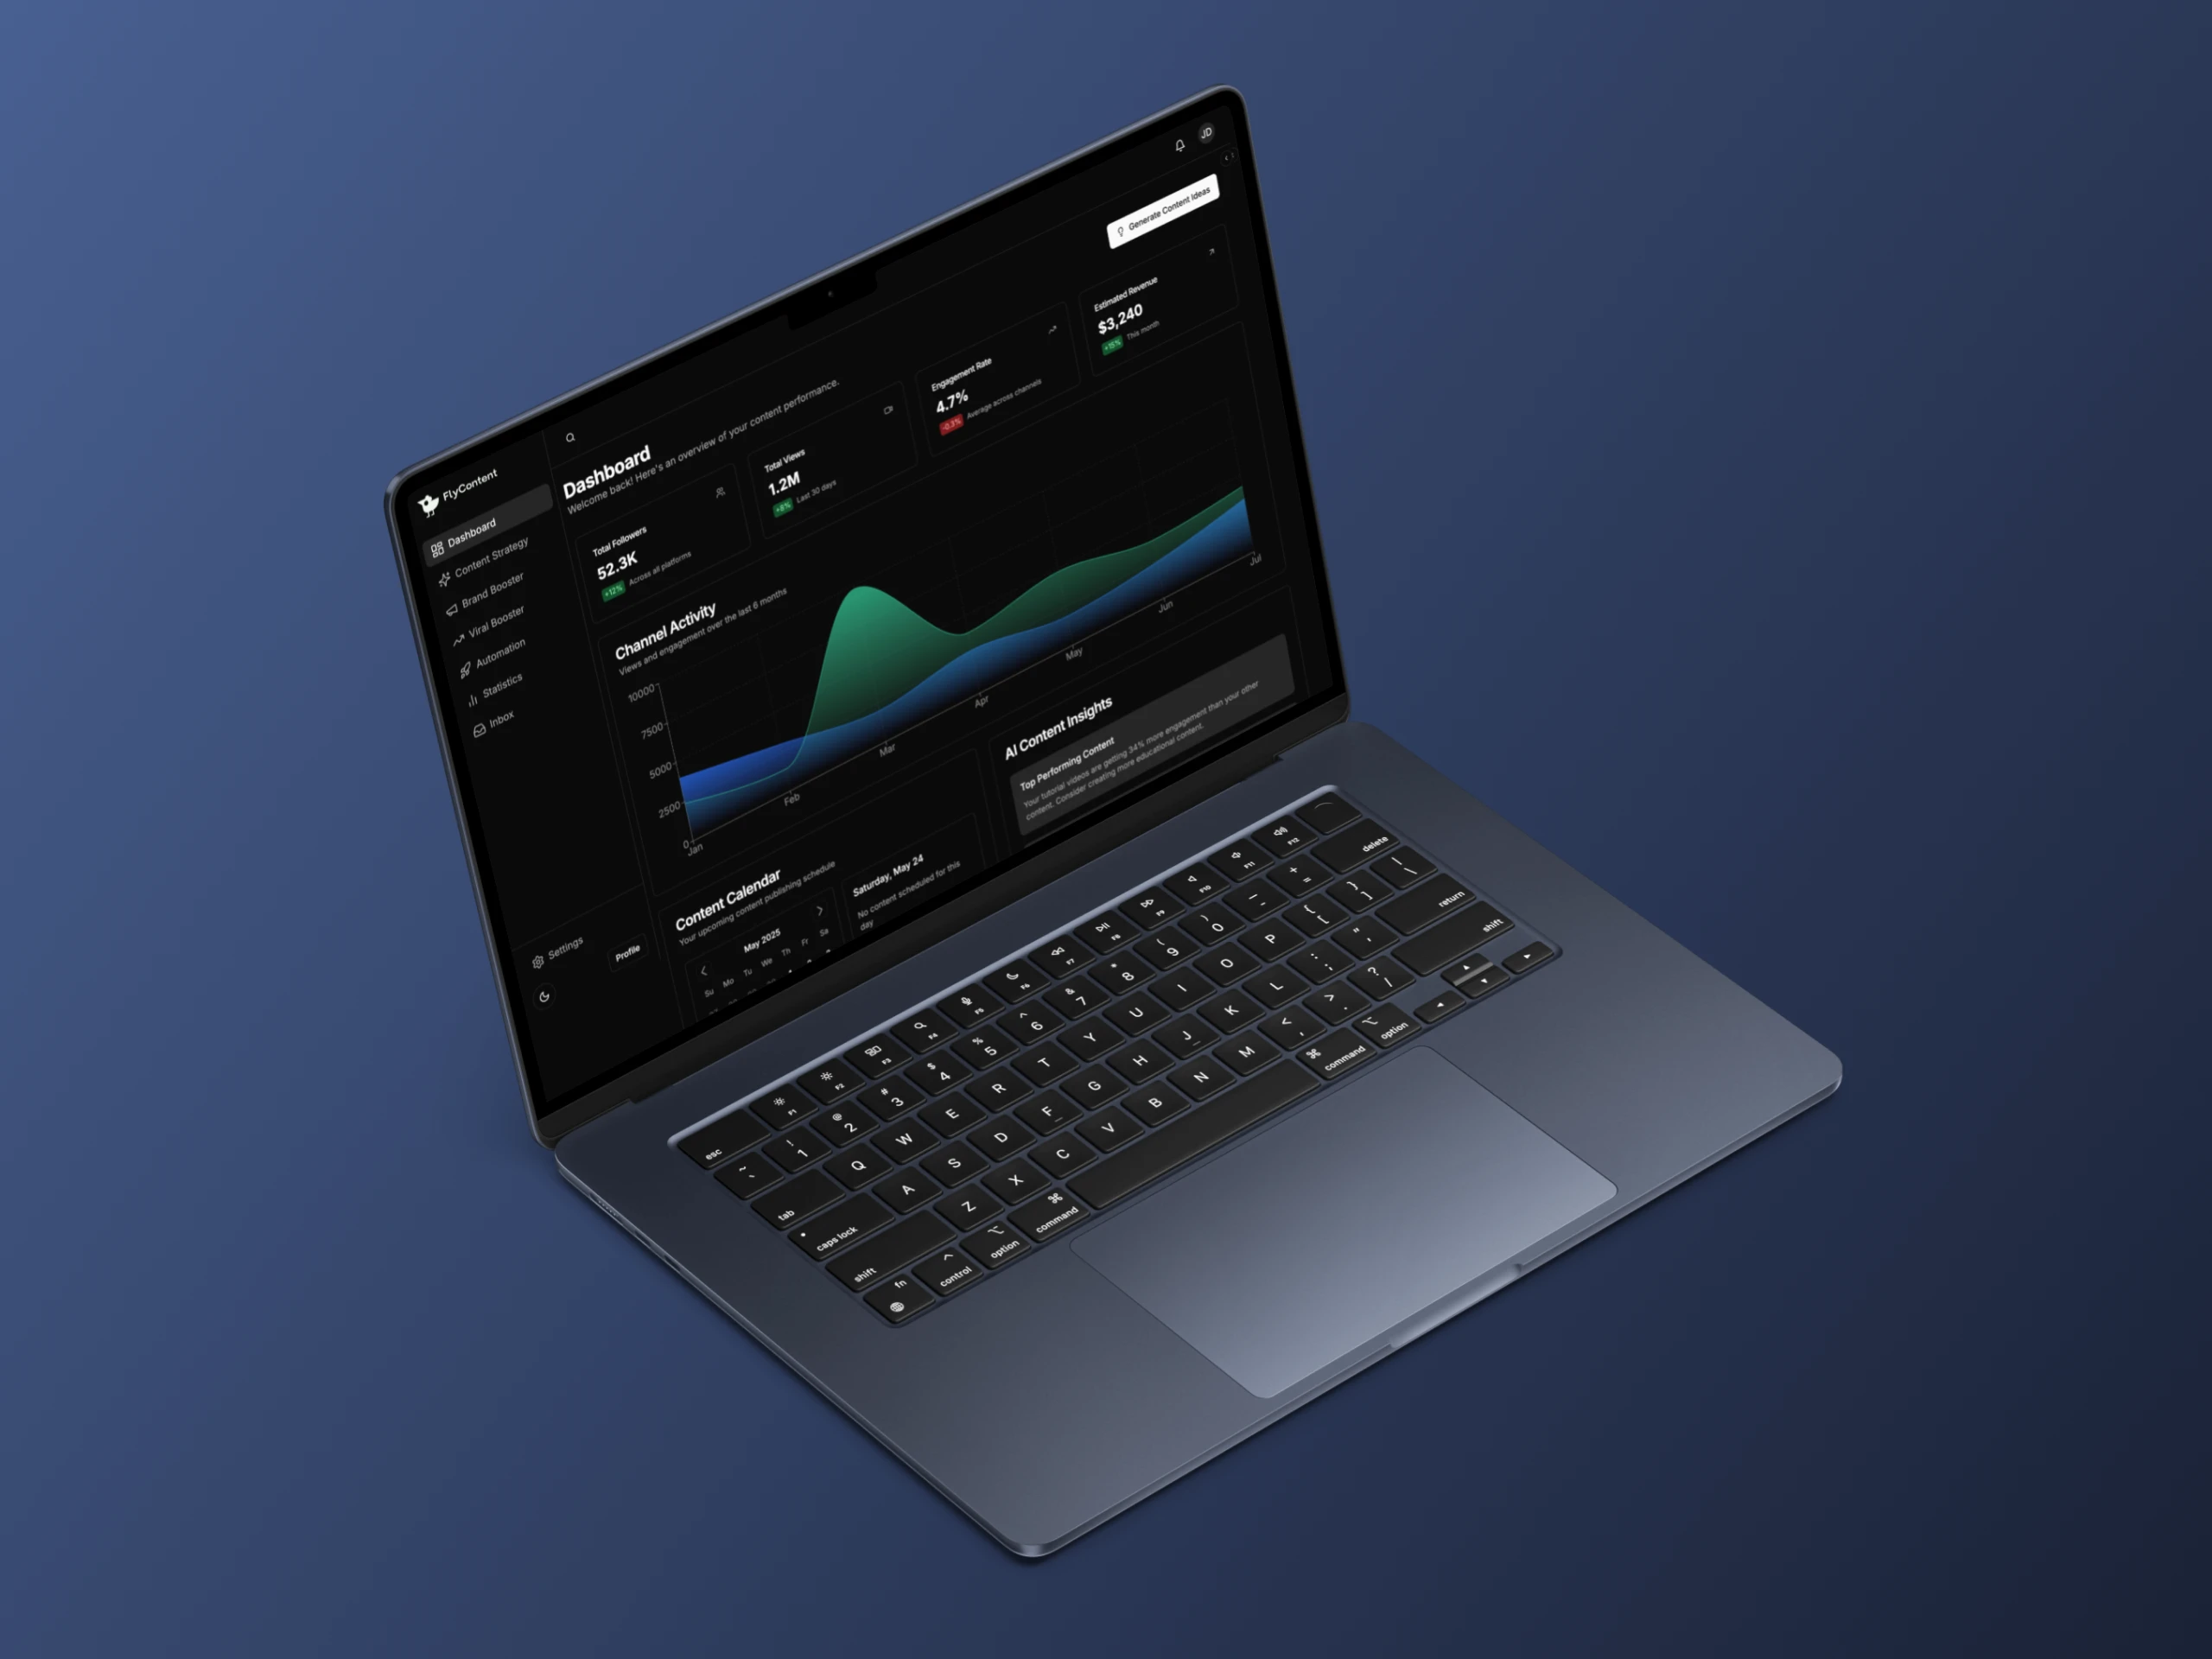 FlyContent
Dashboard
Content Strategy
Brand Booster
Viral Booster
Automation
Statistics
Inbox
Settings
Profile
JD
Generate Content Ideas
Dashboard
Welcome back! Here's an overview of your content performance.
Total Followers
52.3K
+12% Across all platforms
Total Views
1.2M
+8% Last 30 days
Engagement Rate
4.7%
-0.3% Average across channels
Estimated Revenue
$3,240
+15% This month
Channel Activity
Views and engagement over the last 6 months
10000
7500
5000
2500
0
Jan Feb Mar Apr May Jun Jul
Content Calendar
Your upcoming content publishing schedule
May 2025
Su Mo Tu We Th Fr Sa
Saturday, May 24
No content scheduled for this
day
AI Content Insights
Top Performing Content
Your tutorial videos are getting 34% more engagement than your other
content. Consider creating more educational content.
esc F1 F2 F3 F4 F5 F6 F7 F8 F9 F10 F11 F12
~ ` ! 1 @ 2 # 3 $ 4 % 5 ^ 6 & 7 * 8 ( 9 ) 0 _ - + = delete
tab Q W E R T Y U I O P { [ } ] | \
caps lock A S D F G H J K L : ; " ' return
shift Z X C V B N M < , > . ? / shift
fn control option ⌘ command ⌘ command option